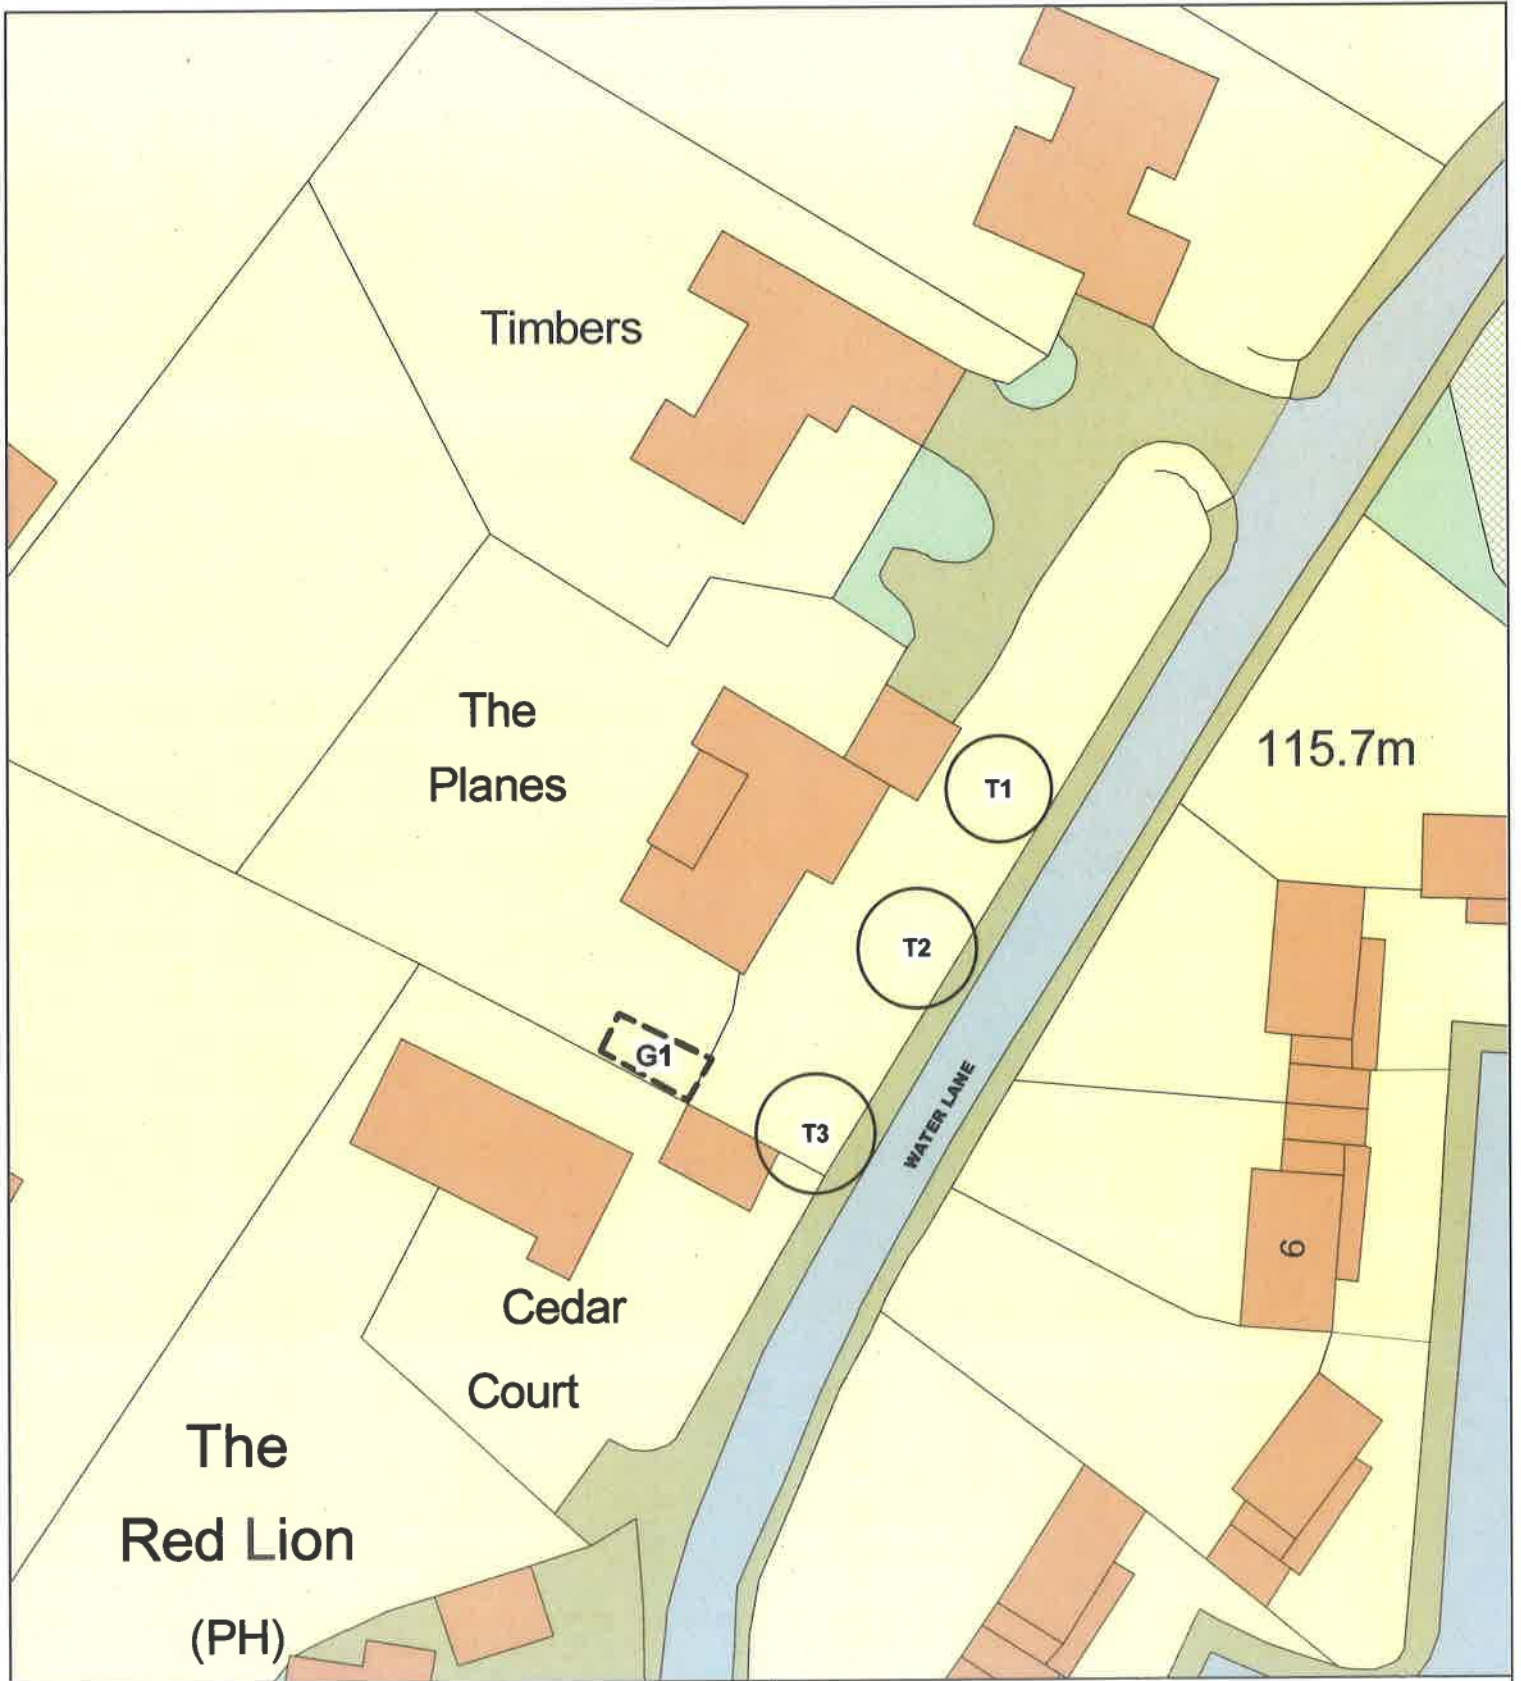 Timbers
The
Planes
115.7m
T1
T2
G1
T3
WATER LANE
6
Cedar
Court
The
Red Lion
(PH)